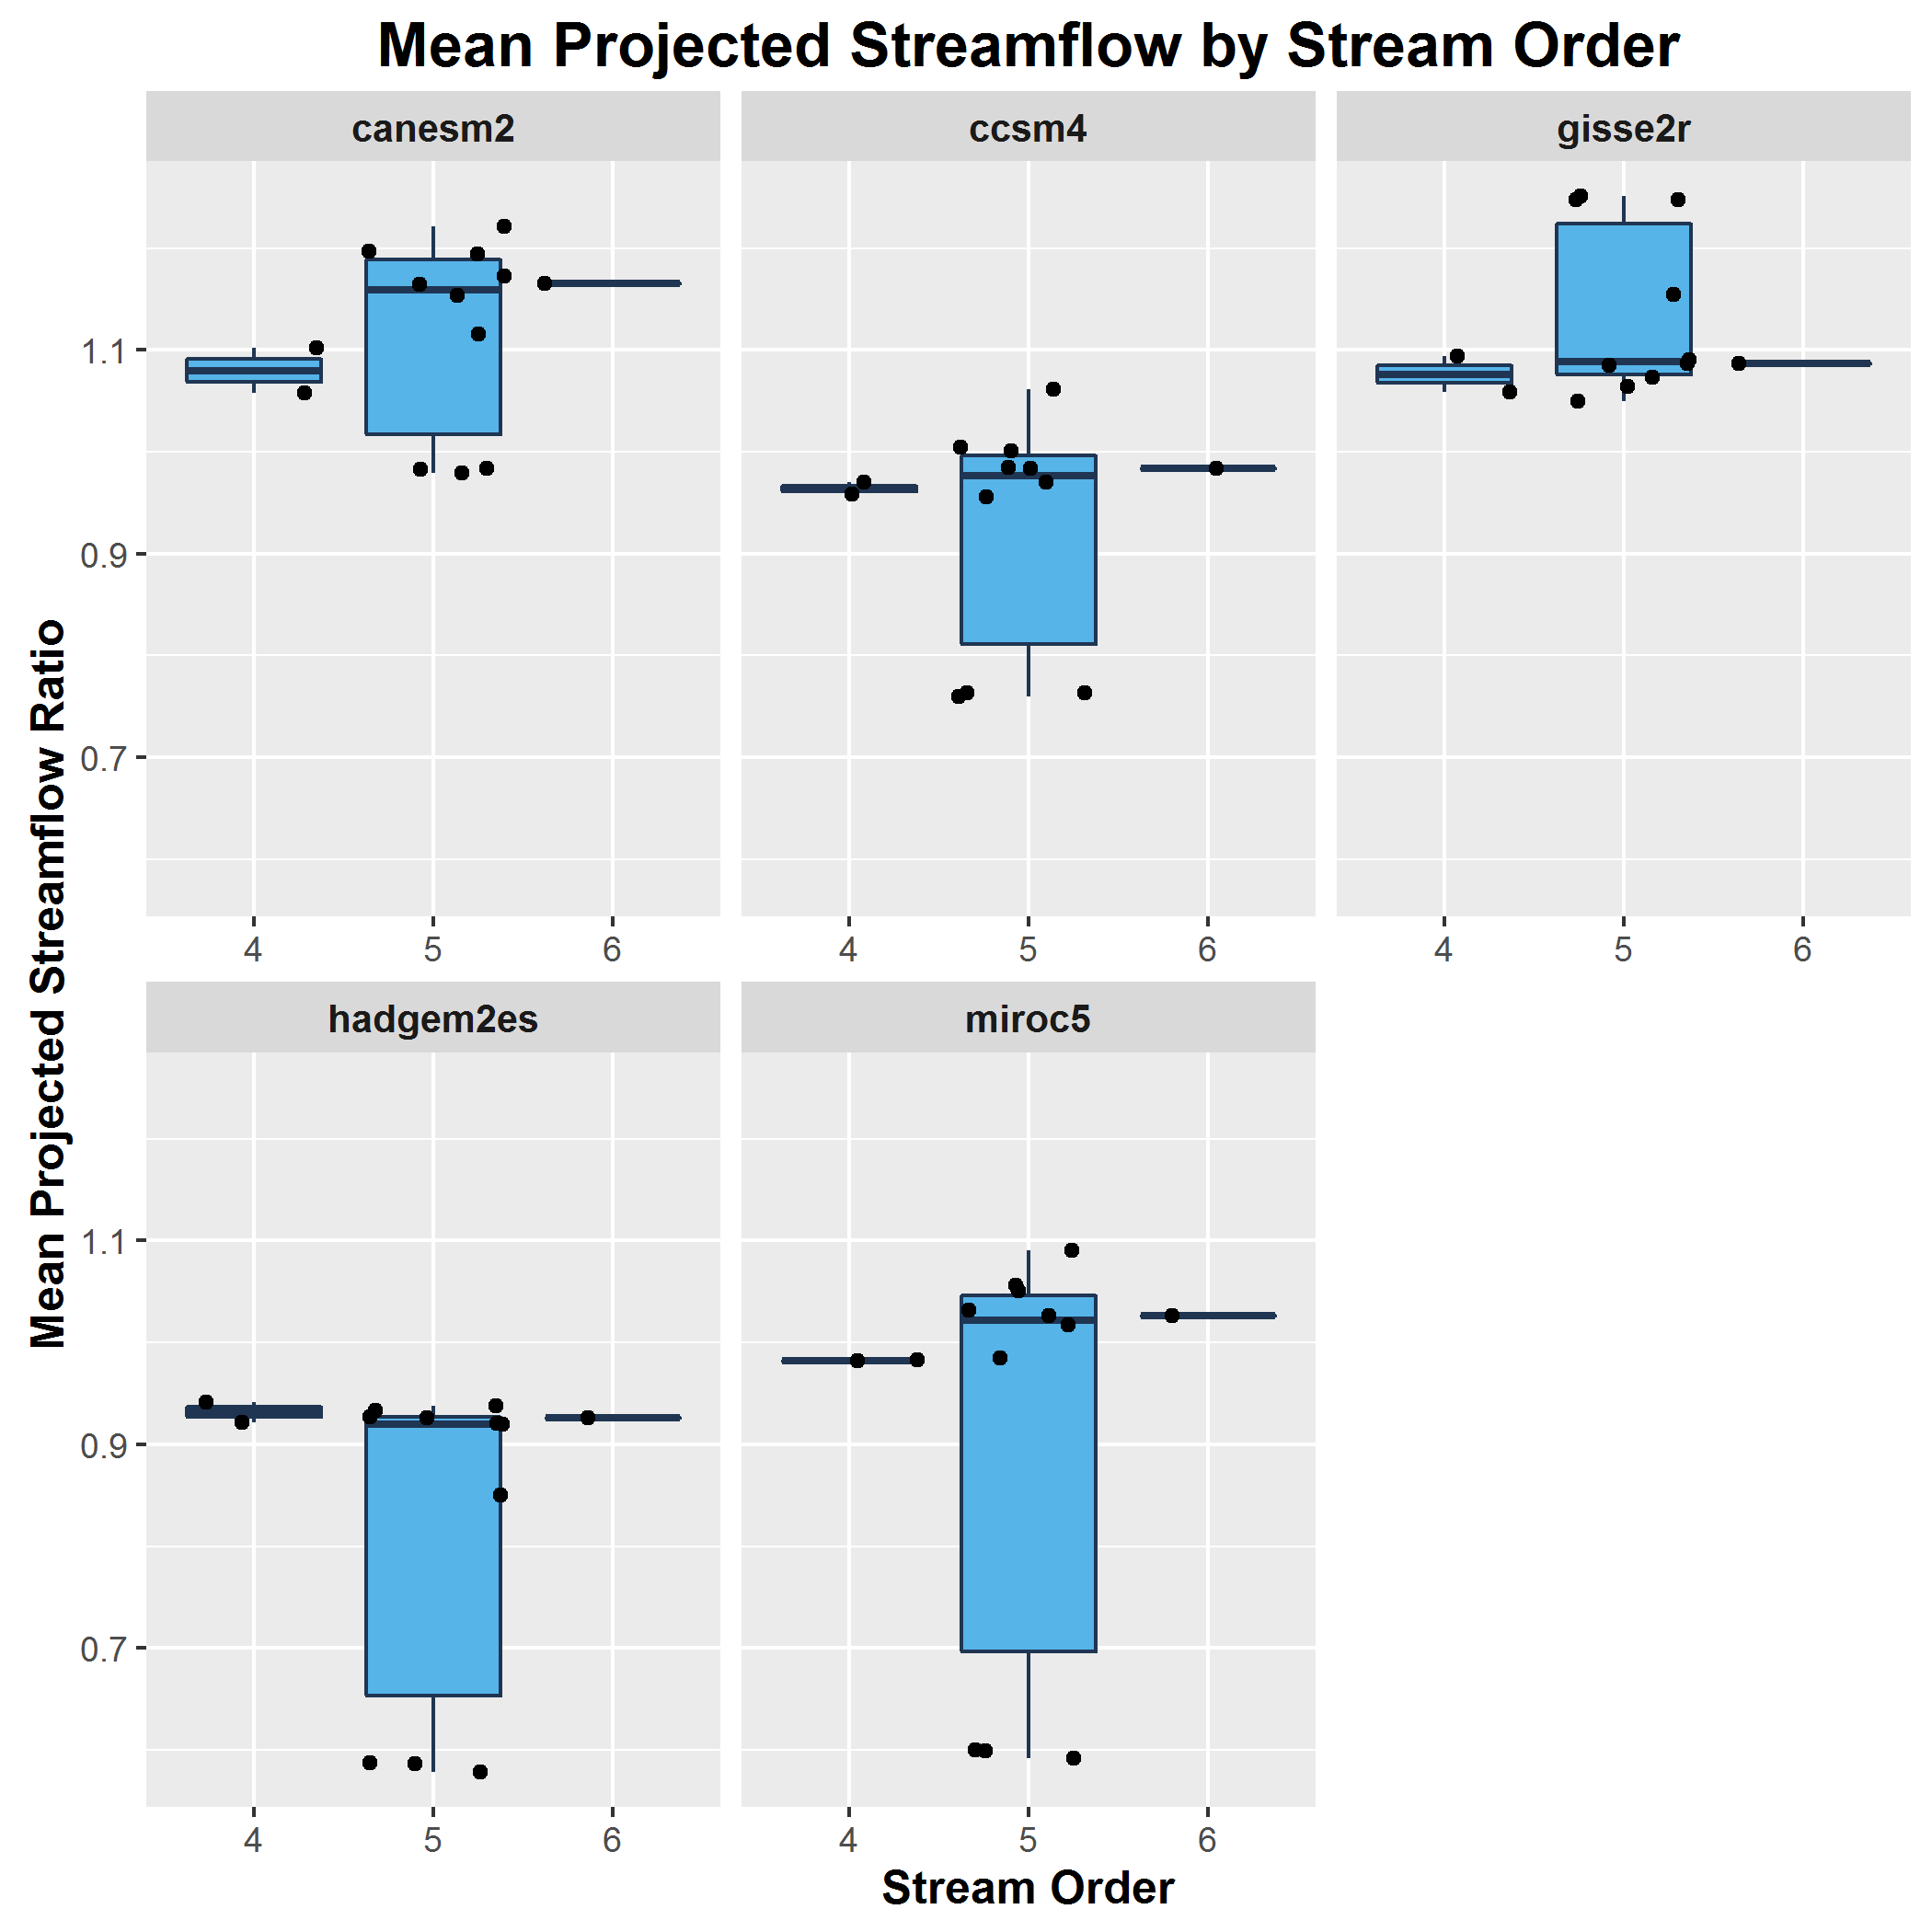 Mean Projected Streamflow by Stream Order
canesm2
ccsm4
gisse2r
1.1
0.9
0.7
4 5 6
4 5 6
4 5 6
Mean Projected Streamflow Ratio
hadgem2es
miroc5
1.1
0.9
0.7
4 5 6
4 5 6
Stream Order